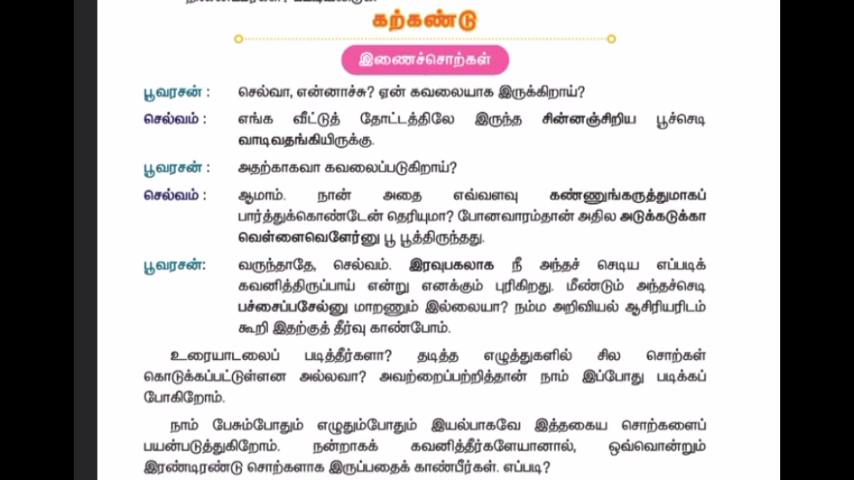 கற்கண்டு
இணைச்சொற்கள்
பூவரசன் : செல்வா, என்னாச்சு? ஏன் கவலையாக இருக்கிறாய்?
செல்வம் : எங்க வீட்டுத் தோட்டத்திலே இருந்த சின்னஞ்சிறிய பூச்செடி
வாடிவதங்கியிருக்கு.
பூவரசன் : அதற்காகவா கவலைப்படுகிறாய்?
செல்வம் : ஆமாம். நான் அதை எவ்வளவு கண்ணுங்கருத்துமாகப்
பார்த்துக்கொண்டேன் தெரியுமா? போனவாரம்தான் அதில அடுக்கடுக்கா
வெள்ளைவெளேர்னு பூ பூத்திருந்தது.
பூவரசன்: வருந்தாதே, செல்வம். இரவுபகலாக நீ அந்தச் செடிய எப்படிக்
கவனித்திருப்பாய் என்று எனக்கும் புரிகிறது. மீண்டும் அந்தச்செடி
பச்சைப்பசேல்னு மாறணும் இல்லையா? நம்ம அறிவியல் ஆசிரியரிடம்
கூறி இதற்குத் தீர்வு காண்போம்.
உரையாடலைப் படித்தீர்களா? தடித்த எழுத்துகளில் சில சொற்கள்
கொடுக்கப்பட்டுள்ளன அல்லவா? அவற்றைப்பற்றித்தான் நாம் இப்போது படிக்கப்
போகிறோம்.
நாம் பேசும்போதும் எழுதும்போதும் இயல்பாகவே இத்தகைய சொற்களைப்
பயன்படுத்துகிறோம். நன்றாகக் கவனித்தீர்களேயானால், ஒவ்வொன்றும்
இரண்டிரண்டு சொற்களாக இருப்பதைக் காண்பீர்கள். எப்படி?